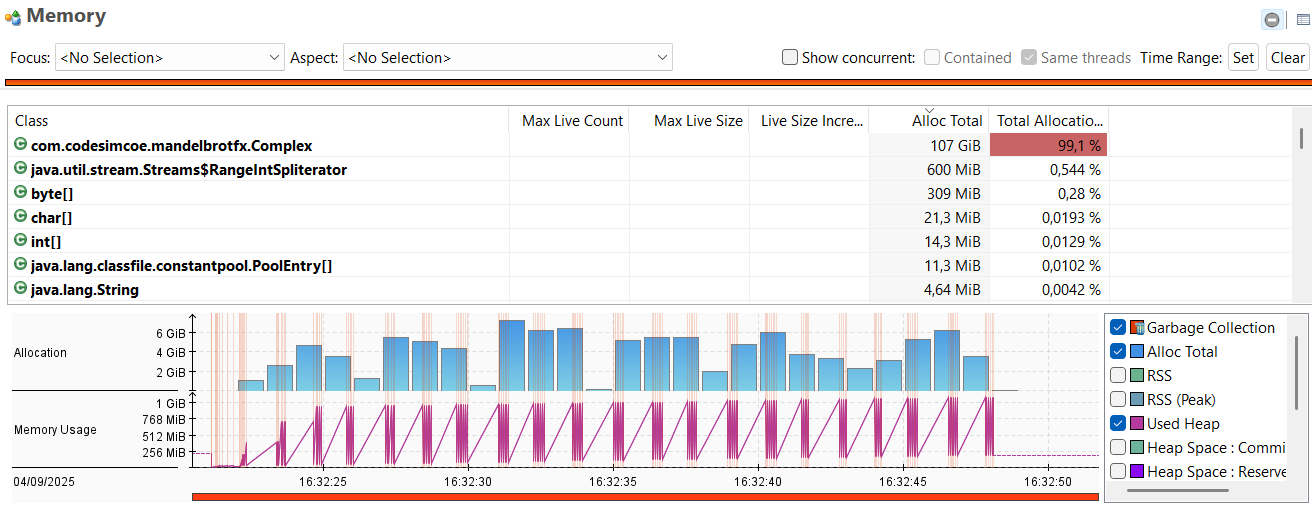 Memory
Focus: <No Selection> Aspect: <No Selection> Show concurrent: Contained Same threads Time Range: Set Clear
Class Max Live Count Max Live Size Live Size Incre... Alloc Total Total Allocatio...
com.codesimcoe.mandelbrotfx.Complex 107 GiB 99,1 %
java.util.stream.Streams$RangeIntSpliterator 600 MiB 0,544 %
byte[] 309 MiB 0,28 %
char[] 21,3 MiB 0,0193 %
int[] 14,3 MiB 0,0129 %
java.lang.classfile.constantpool.PoolEntry[] 11,3 MiB 0,0102 %
java.lang.String 4,64 MiB 0,0042 %
Allocation
6 GiB
4 GiB
2 GiB
Memory Usage
1 GiB
768 MiB
512 MiB
256 MiB
04/09/2025 16:32:25 16:32:30 16:32:35 16:32:40 16:32:45 16:32:50
Garbage Collection
Alloc Total
RSS
RSS (Peak)
Used Heap
Heap Space : Commi
Heap Space : Reserve